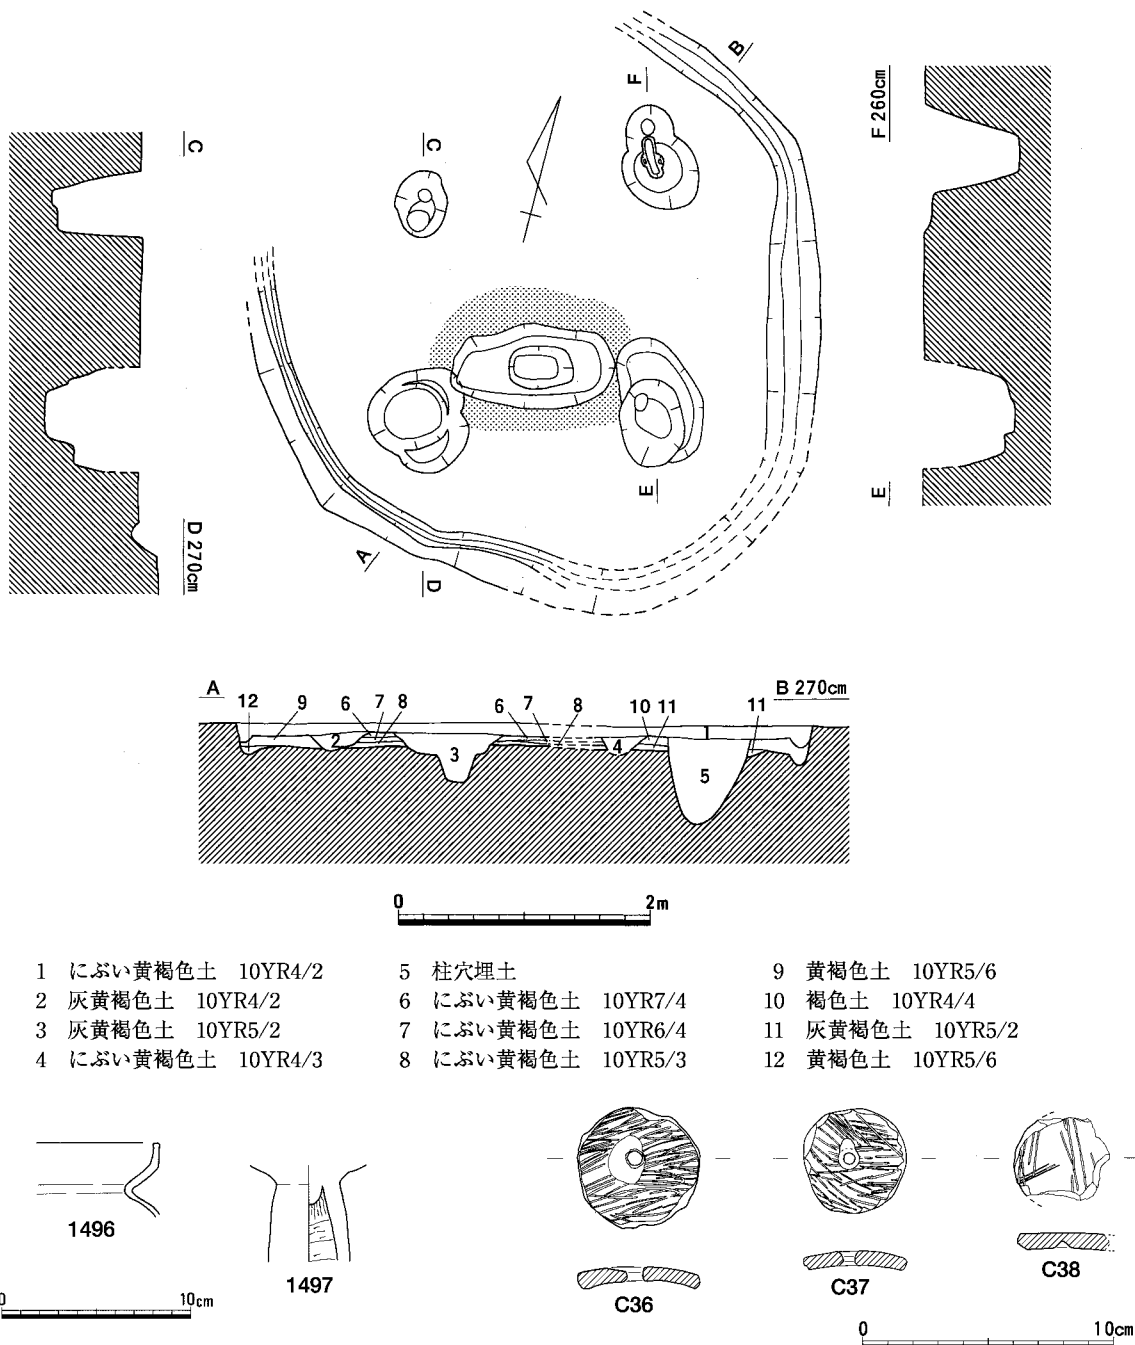 B
F
F 260cm
C
C
E
E
A
D
D 270cm
A
B 270cm
12 9 6 7 8 6 7 8 10 11 11
2 3 4 5
0 2m
1 にぶい黄褐色土 10YR4/2
2 灰黄褐色土 10YR4/2
3 灰黄褐色土 10YR5/2
4 にぶい黄褐色土 10YR4/3
5 柱穴埋土
6 にぶい黄褐色土 10YR7/4
7 にぶい黄褐色土 10YR6/4
8 にぶい黄褐色土 10YR5/3
9 黄褐色土 10YR5/6
10 褐色土 10YR4/4
11 灰黄褐色土 10YR5/2
12 黄褐色土 10YR5/6
1496
1497
C36
C37
C38
0 10cm
0 10cm